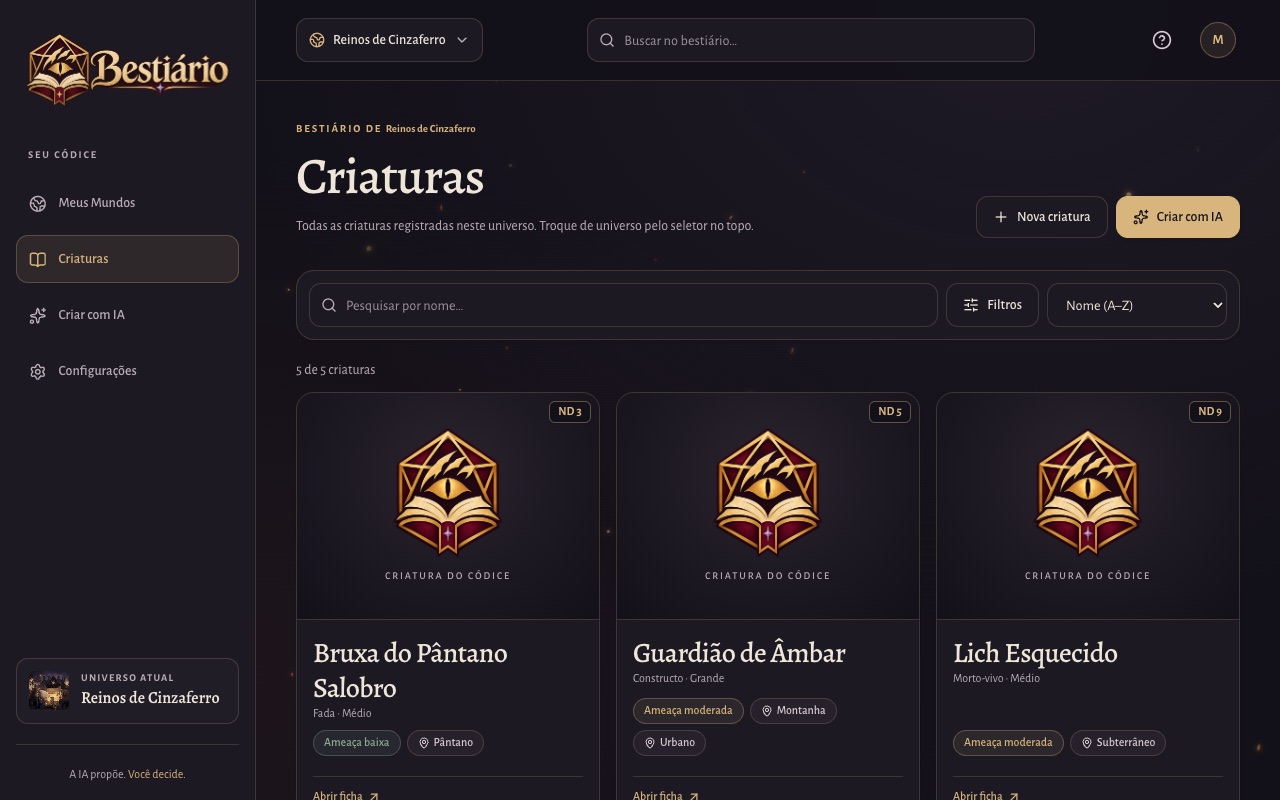 Bestiário
SEU CÓDICE
Meus Mundos
Criaturas
Criar com IA
Configurações
UNIVERSO ATUAL
Reinos de Cinzaferro
A IA propõe. Você decide.
Reinos de Cinzaferro
Buscar no bestiário...
M
BESTIÁRIO DE Reinos de Cinzaferro
Criaturas
Todas as criaturas registradas neste universo. Troque de universo pelo seletor no topo.
Nova criatura
Criar com IA
Pesquisar por nome...
Filtros
Nome (A–Z)
5 de 5 criaturas
ND 3
CRIATURA DO CÓDICE
Bruxa do Pântano
Salobro
Fada · Médio
Ameaça baixa
Pântano
Abrir ficha
ND 5
CRIATURA DO CÓDICE
Guardião de Âmbar
Constructo · Grande
Ameaça moderada
Montanha
Urbano
Abrir ficha
ND 9
CRIATURA DO CÓDICE
Lich Esquecido
Morto-vivo · Médio
Ameaça moderada
Subterrâneo
Abrir ficha